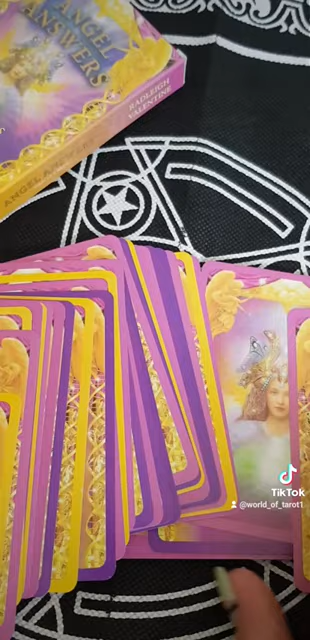 ANGEL
ANSWERS
RADLEIGH
VALENTINE
TikTok
@world_of_tarot1